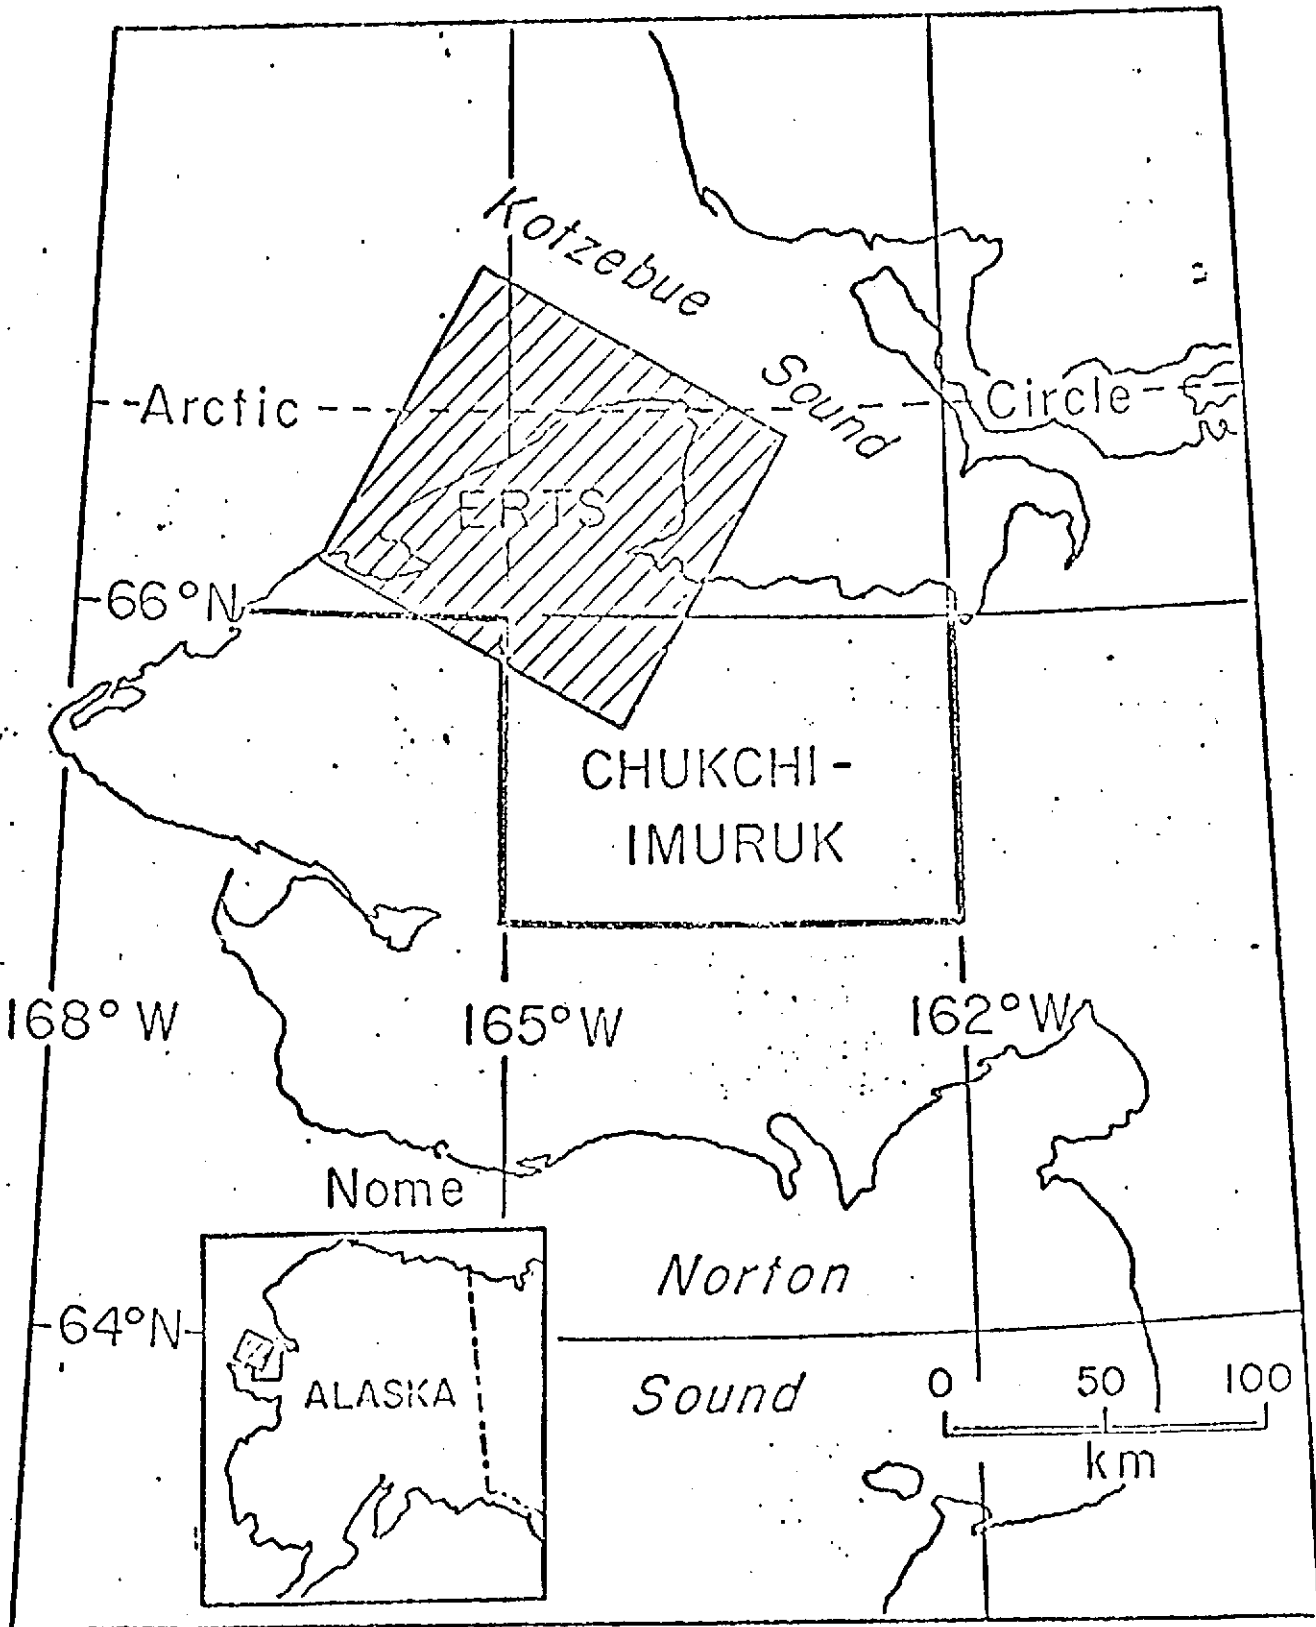 Kotzebue
Sound
Arctic
Circle
ERTS
66°N
CHUKCHI-
IMURUK
168°W
165°W
162°W
Nome
Norton
64°N
ALASKA
Sound
0 50 100
km